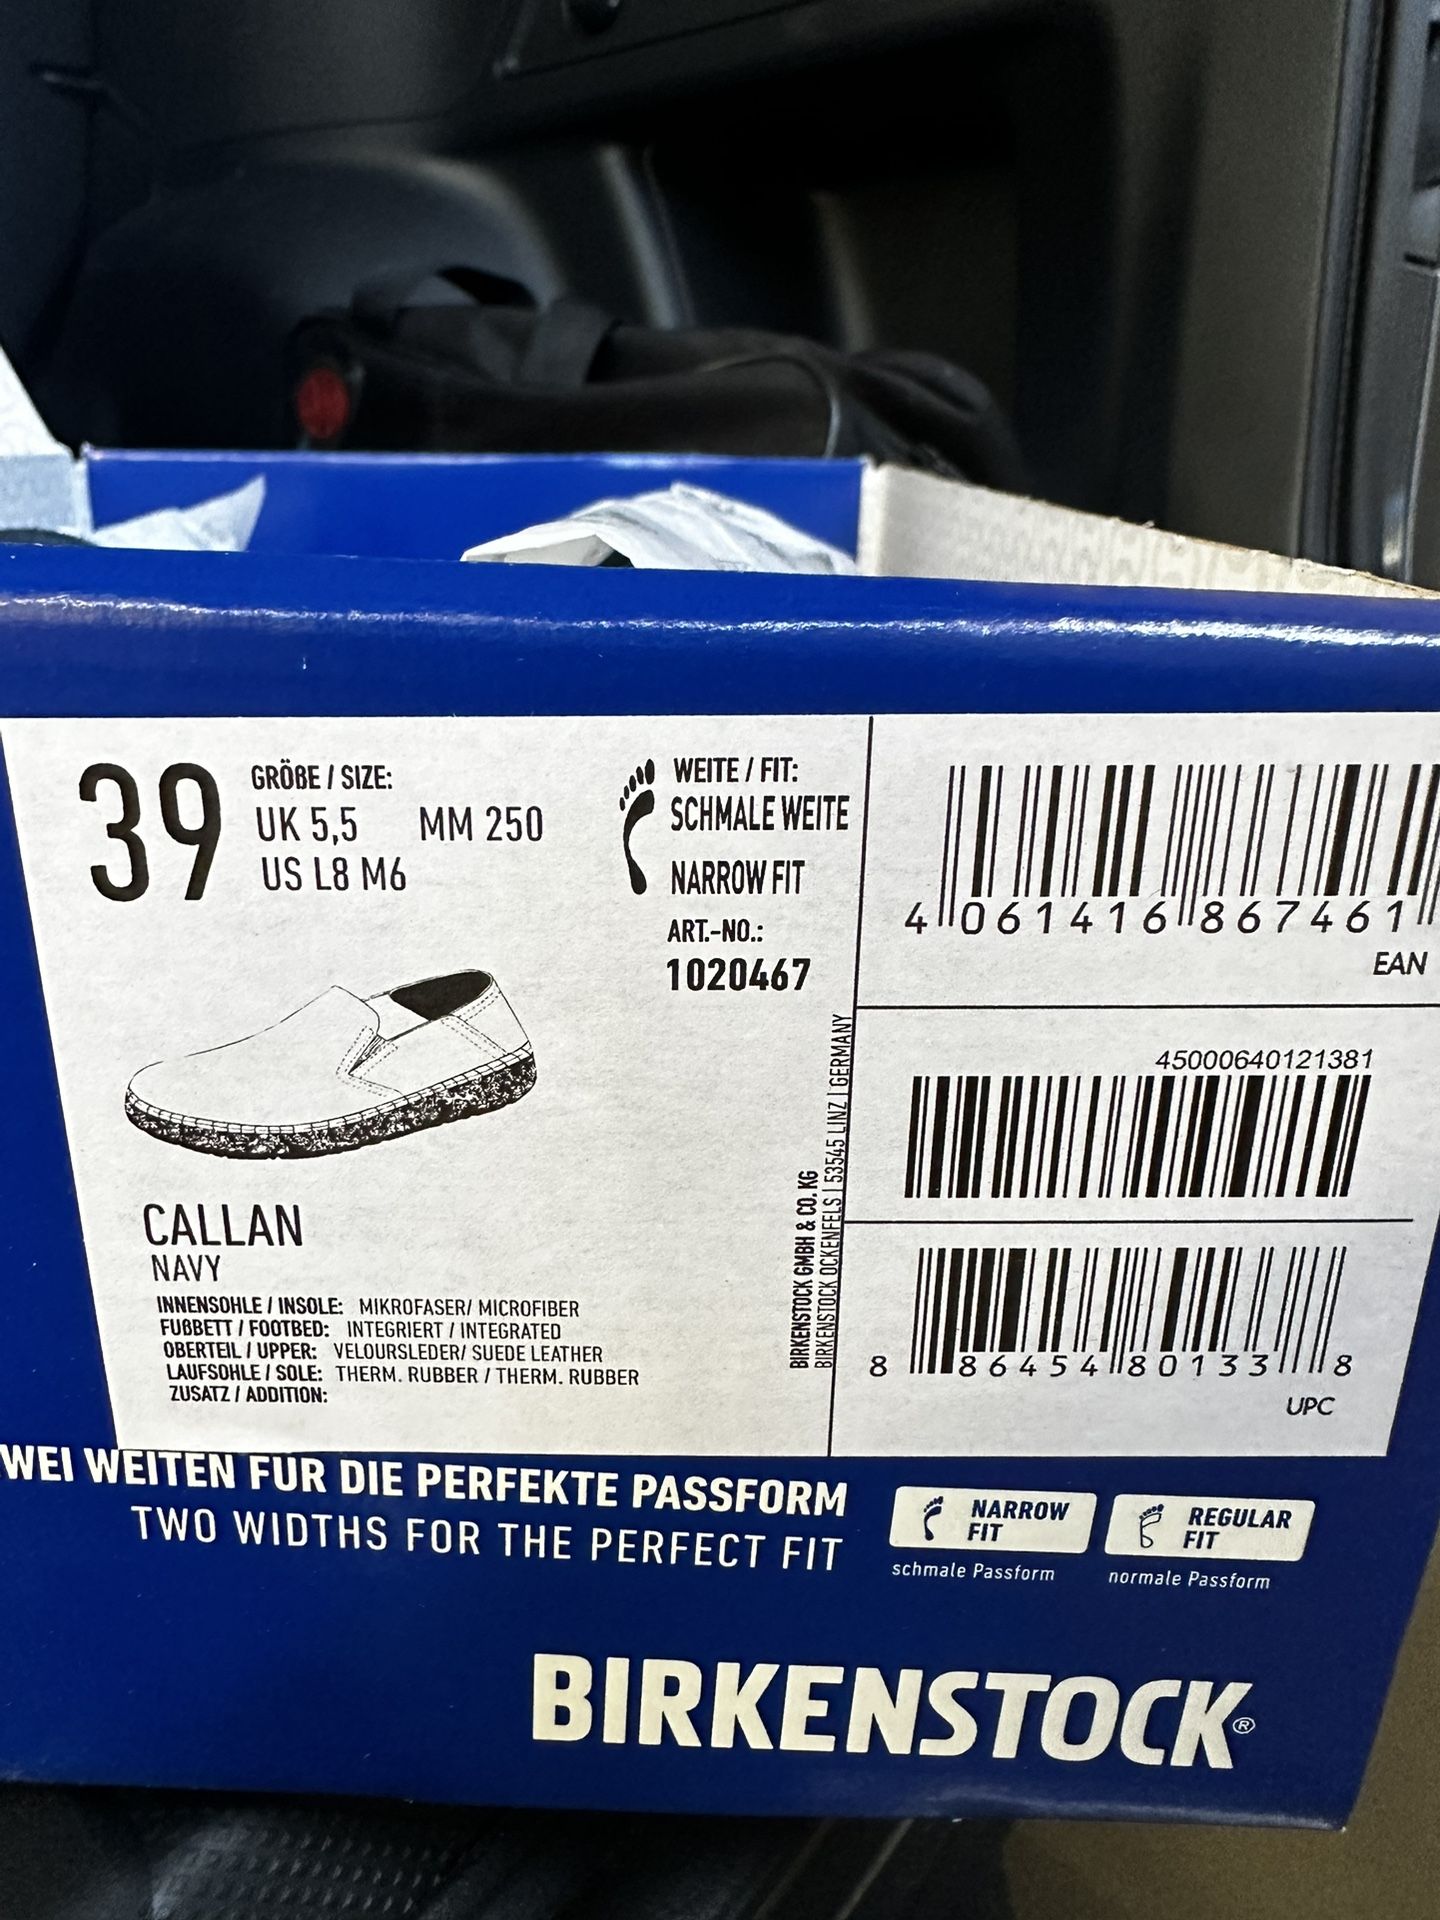 39
GRÖßE / SIZE:
UK 5,5 MM 250
US L8 M6
WEITE / FIT:
SCHMALE WEITE
NARROW FIT
ART.-NO.:
1020467
4 061416 867461
EAN
45000640121381
8 86454 80133 8
UPC
BIRKENSTOCK GMBH & CO. KG
BIRKENSTOCK OCKENFELS | 53545 LINZ | GERMANY
CALLAN
NAVY
INNENSOHLE / INSOLE: MIKROFASER/ MICROFIBER
FUßBETT / FOOTBED: INTEGRIERT / INTEGRATED
OBERTEIL / UPPER: VELOURSLEDER/ SUEDE LEATHER
LAUFSOHLE / SOLE: THERM. RUBBER / THERM. RUBBER
ZUSATZ / ADDITION:
WEI WEITEN FÜR DIE PERFEKTE PASSFORM
TWO WIDTHS FOR THE PERFECT FIT
NARROW
FIT
schmale Passform
REGULAR
FIT
normale Passform
BIRKENSTOCK®